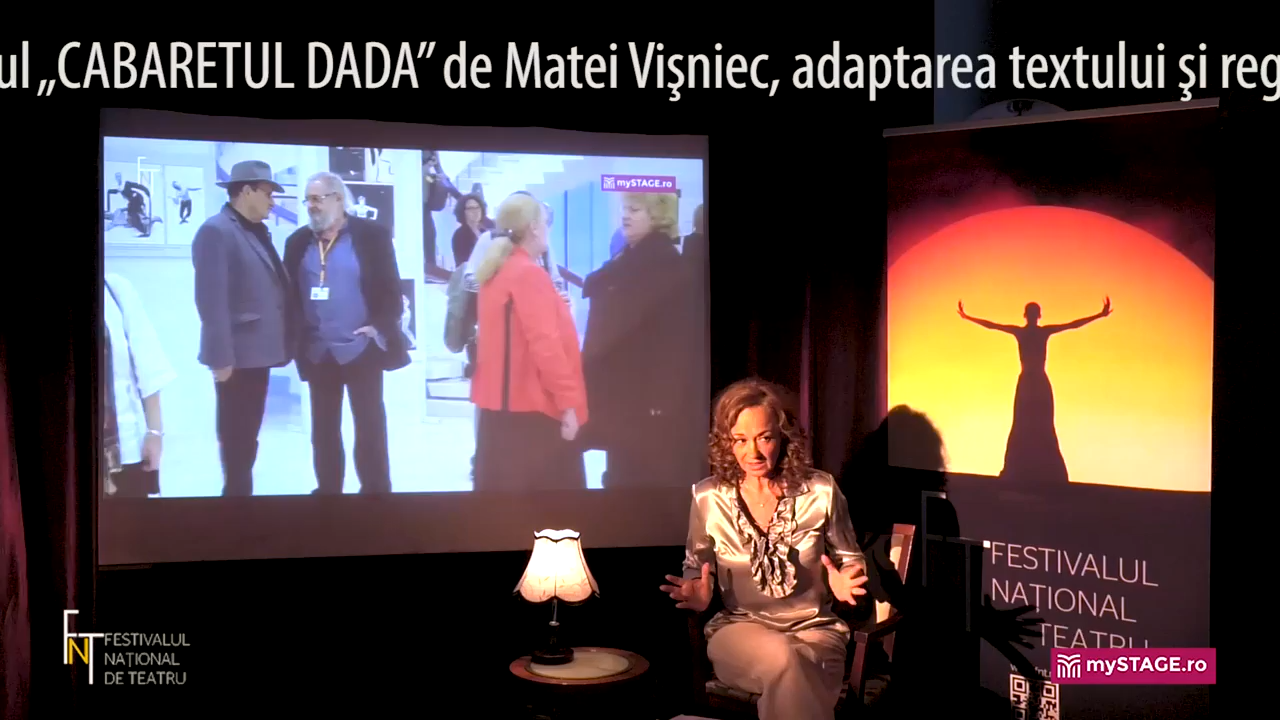 ul „CABARETUL DADA” de Matei Vişniec, adaptarea textului şi reg
mySTAGE.ro
FESTIVALUL
NAȚIONAL
TEATRU
FNT FESTIVALUL
NAȚIONAL
DE TEATRU
mySTAGE.ro